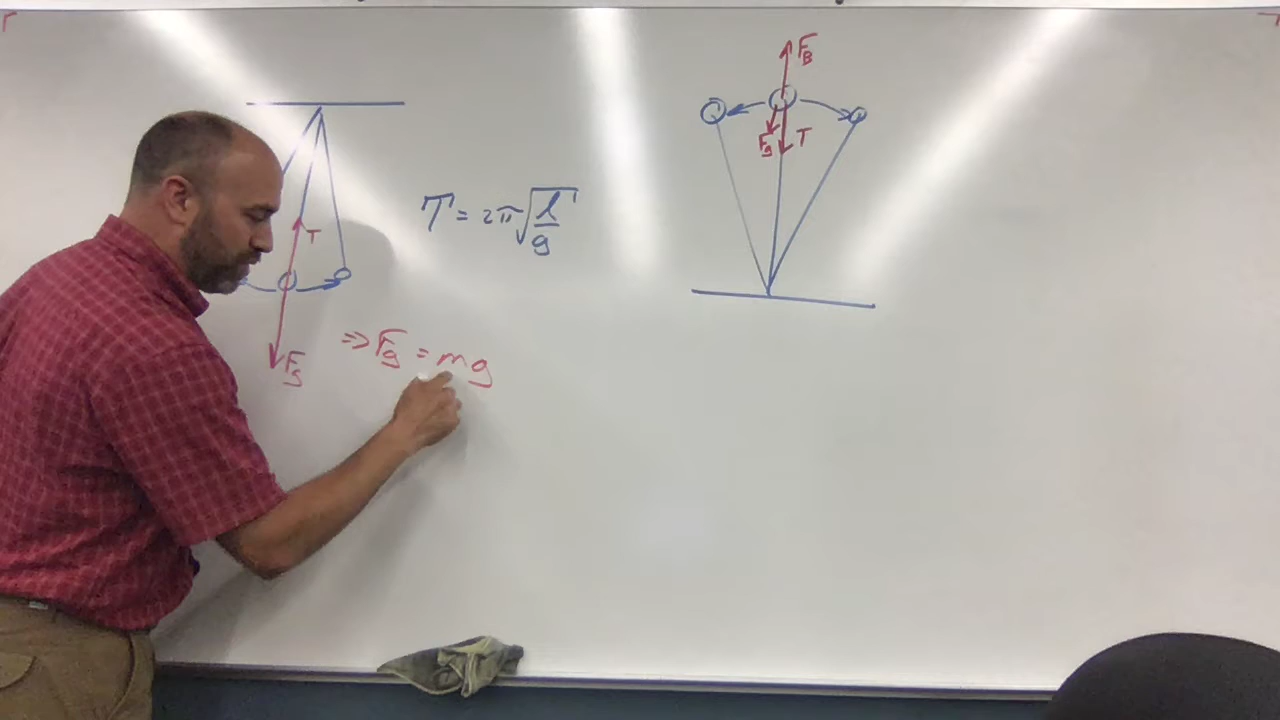 T
F_g
T = 2π√(l/g)
⇒ F_g = mg
F_B
F_g
T